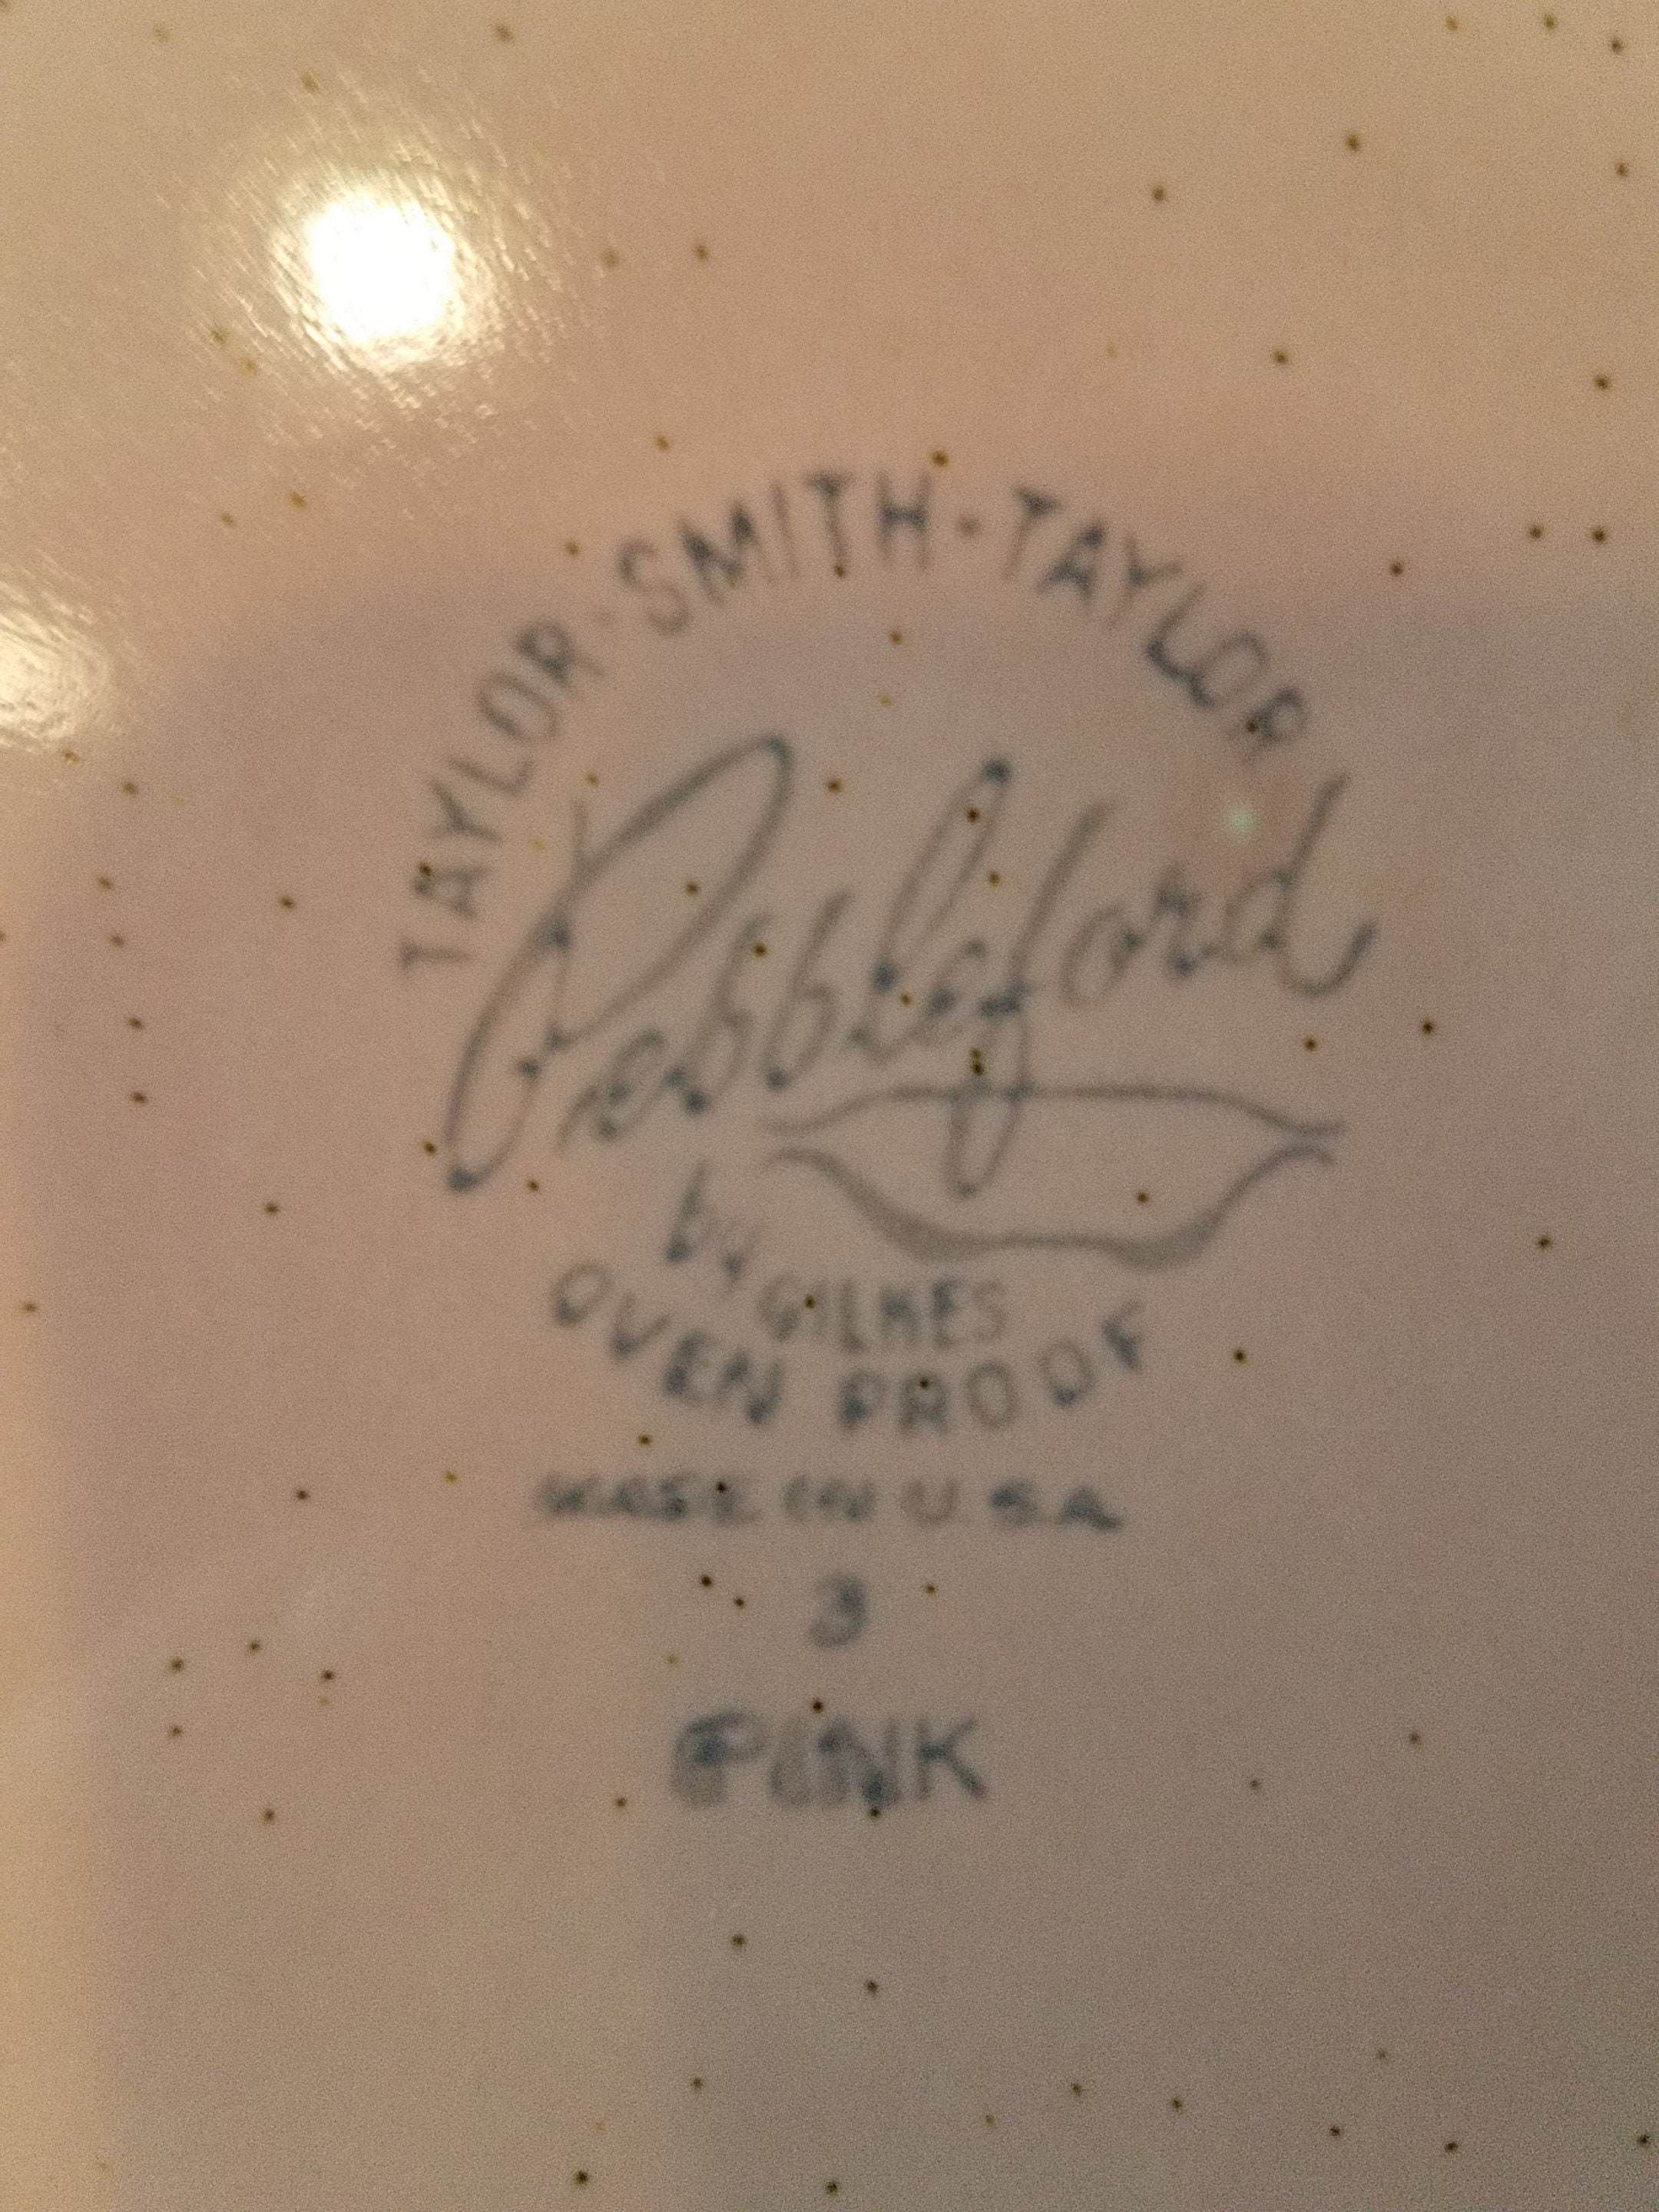 TAYLOR · SMITH · TAYLOR
Pebbleford
by GILKES
OVEN PROOF
MADE IN U.S.A
3
PINK